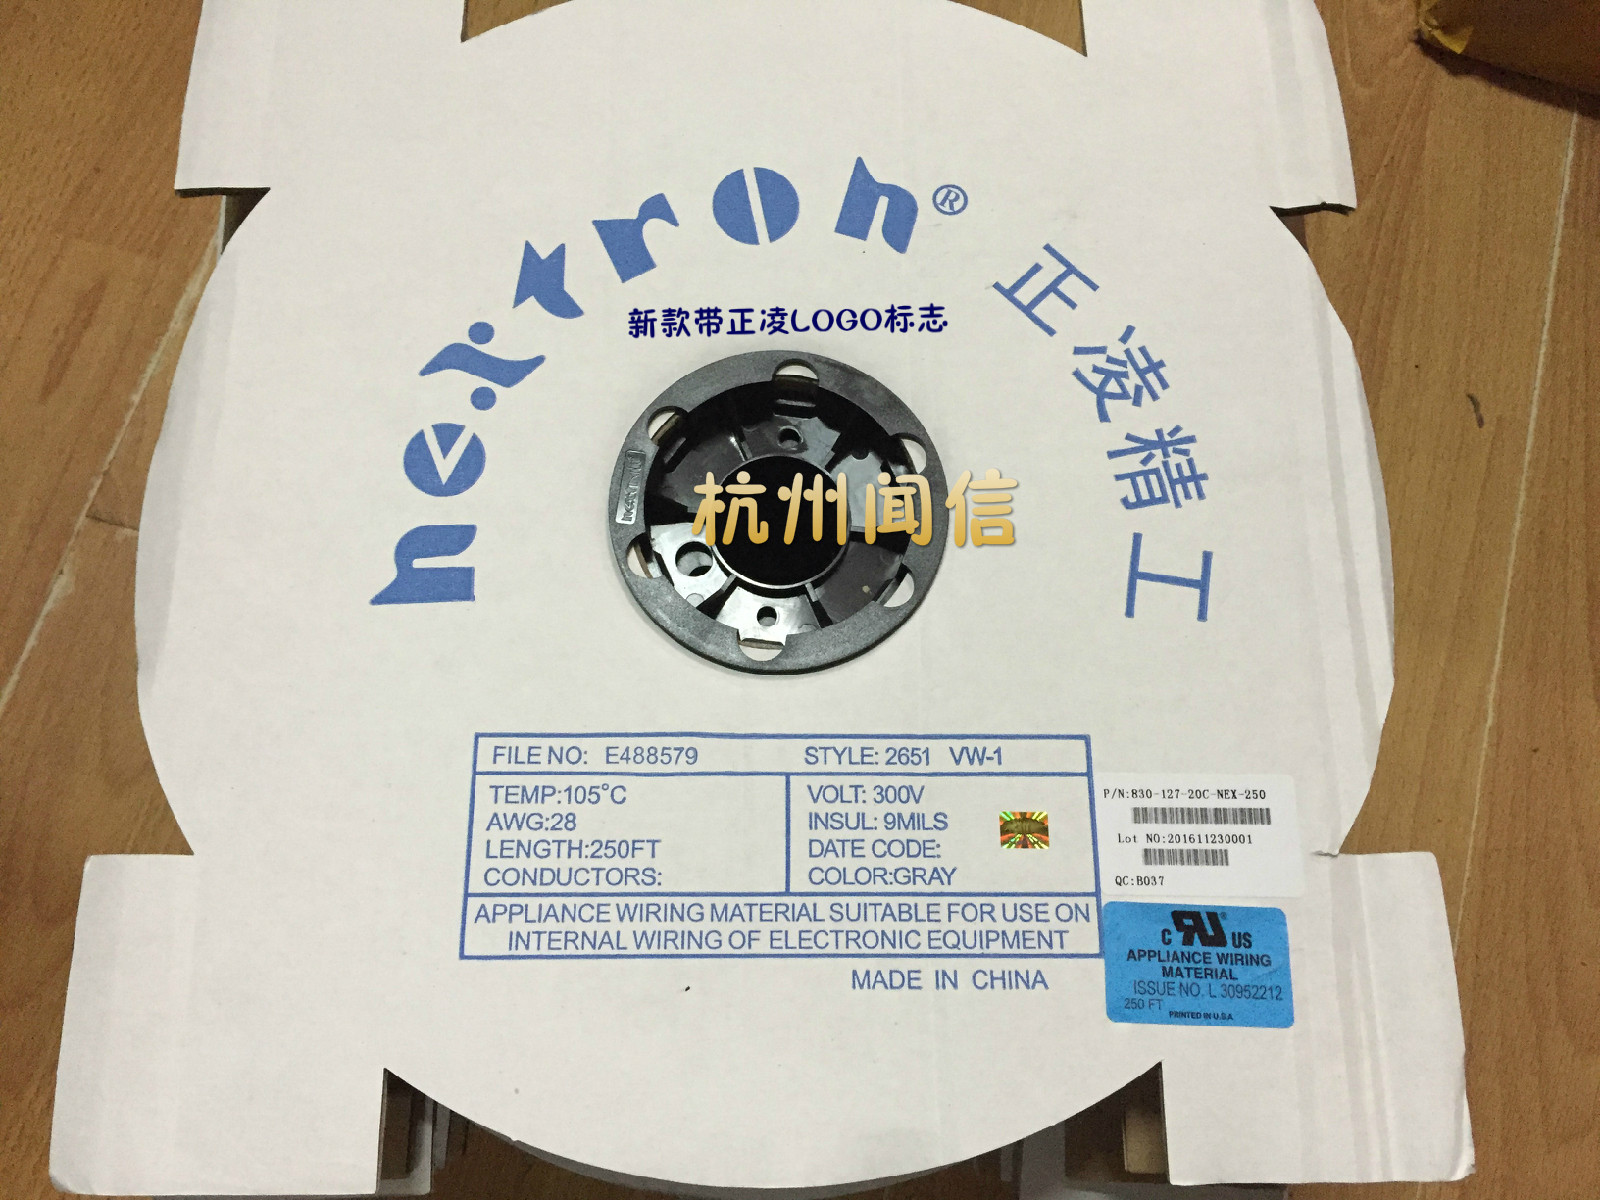 nextron®
正凌精工
新款带正凌LOGO标志
杭州闻信
FILE NO: E488579 STYLE: 2651 VW-1
TEMP:105°C
AWG:28
LENGTH:250FT
CONDUCTORS:
VOLT: 300V
INSUL: 9MILS
DATE CODE:
COLOR:GRAY
APPLIANCE WIRING MATERIAL SUITABLE FOR USE ON
INTERNAL WIRING OF ELECTRONIC EQUIPMENT
MADE IN CHINA
P/N:830-127-20C-NEX-250
Lot NO:201611230001
QC:B037
C RU® US
APPLIANCE WIRING
MATERIAL
ISSUE NO. L 30952212
250 FT
PRINTED IN U.S.A.